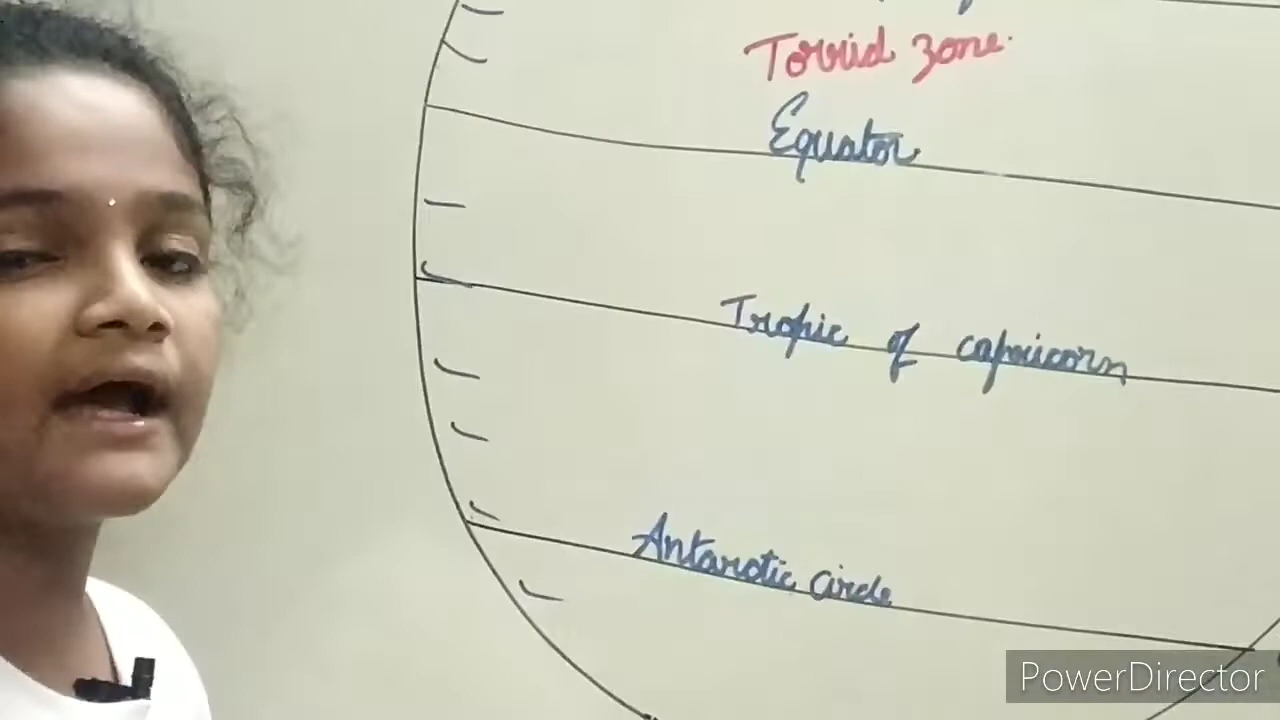 Torrid zone.
Equator
Tropic of capricorn
Antarctic circle
PowerDirector